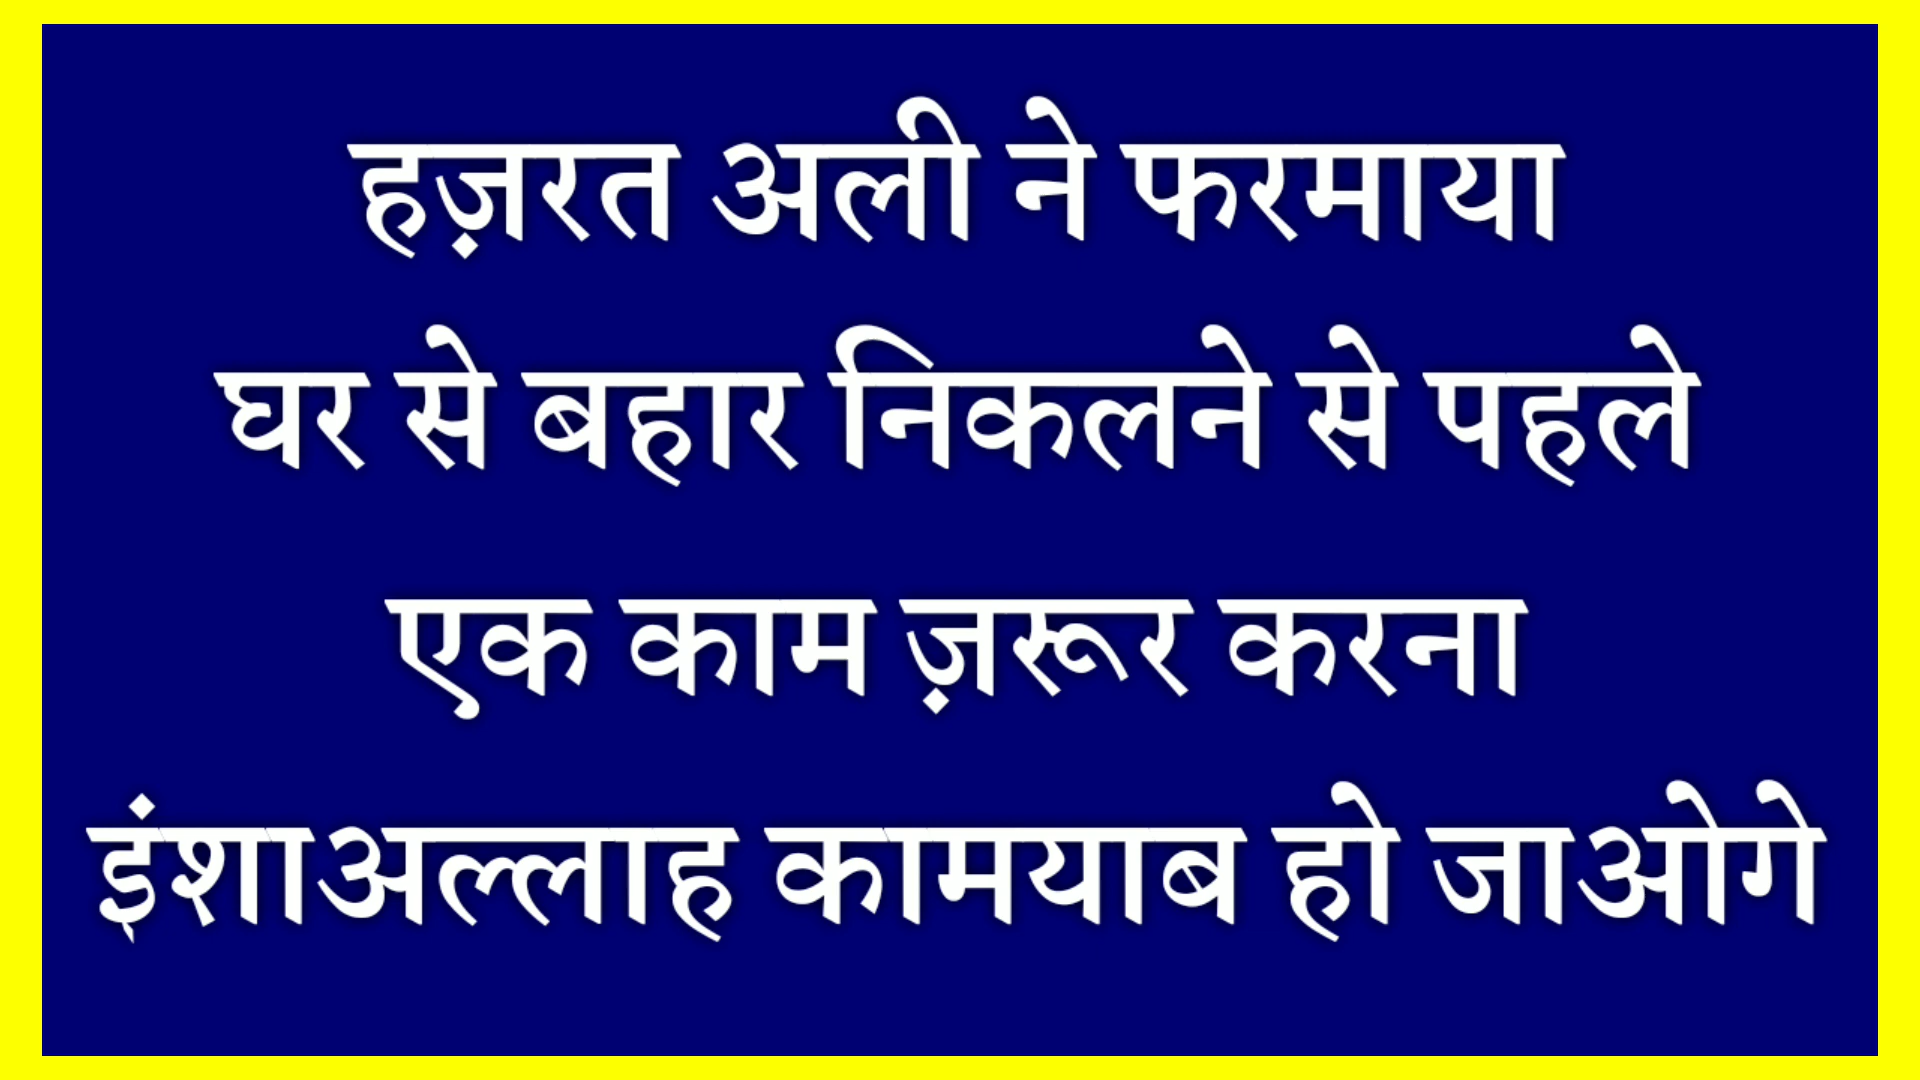 हज़रत अली ने फरमाया
घर से बहार निकलने से पहले
एक काम ज़रूर करना
इंशाअल्लाह कामयाब हो जाओगे